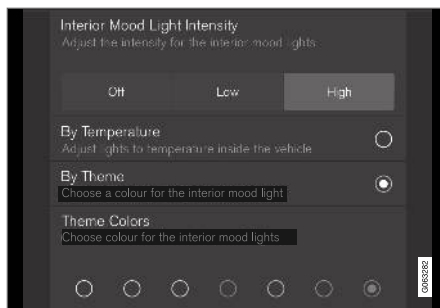 Interior Mood Light Intensity
Adjust the intensity for the interior mood lights
Off Low High
By Temperature
Adjust lights to temperature inside the vehicle
By Theme
Choose a colour for the interior mood light
Theme Colors
Choose colour for the interior mood lights
G063282